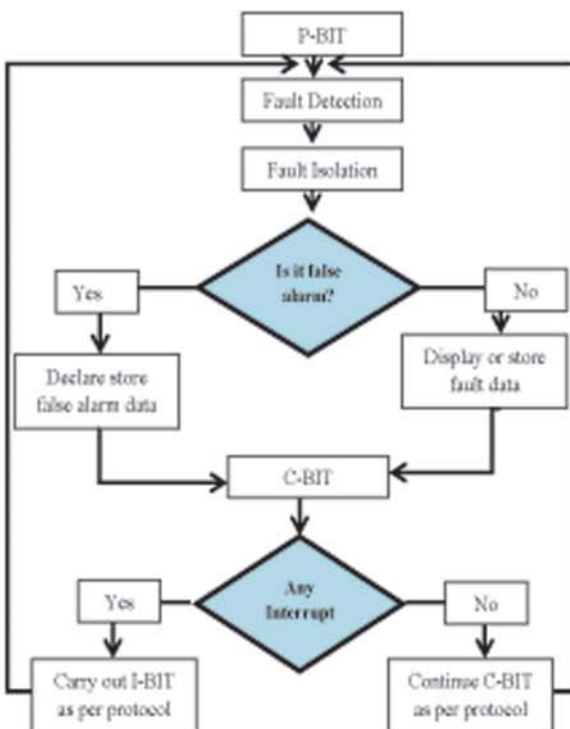 P-BIT
Fault Detection
Fault Isolation
Is it false
alarm?
Yes
No
Declare store
false alarm data
Display or store
fault data
C-BIT
Any
Interrupt
Yes
No
Carry out I-BIT
as per protocol
Continue C-BIT
as per protocol